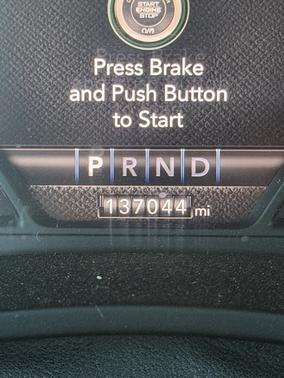 START
ENGINE
STOP
Press Brake
and Push Button
to Start
P R N D
137044 mi